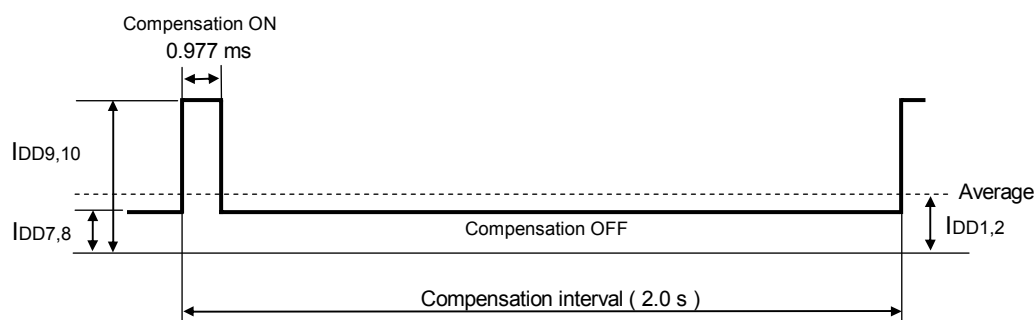 Compensation ON
0.977 ms
IDD9,10
Average
IDD7,8
Compensation OFF
IDD1,2
Compensation interval ( 2.0 s )